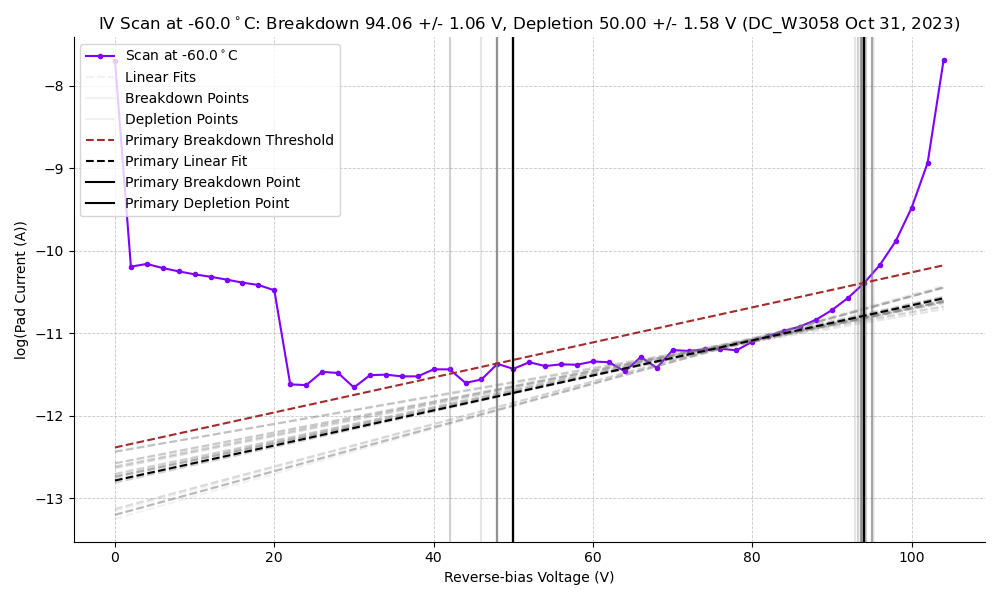 IV Scan at -60.0°C: Breakdown 94.06 +/- 1.06 V, Depletion 50.00 +/- 1.58 V (DC_W3058 Oct 31, 2023)
Scan at -60.0°C
Linear Fits
Breakdown Points
Depletion Points
Primary Breakdown Threshold
Primary Linear Fit
Primary Breakdown Point
Primary Depletion Point
log(Pad Current (A))
−8
−9
−10
−11
−12
−13
0 20 40 60 80 100
Reverse-bias Voltage (V)